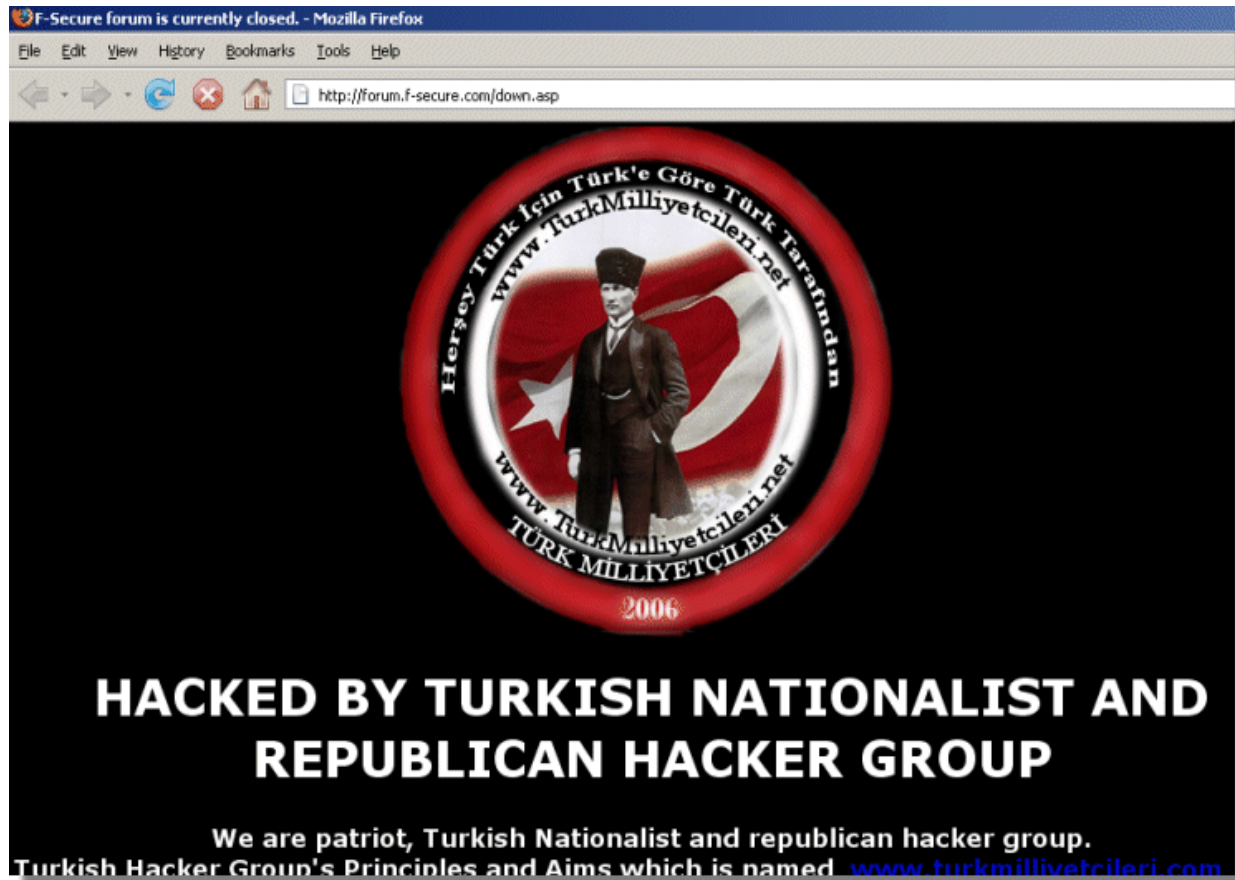 F-Secure forum is currently closed. - Mozilla Firefox
File Edit View History Bookmarks Tools Help
http://forum.f-secure.com/down.asp
Herşey Türk İçin Türk'e Göre Türk Tarafından
www.TurkMilliyetcileri.net
www.TurkMilliyetcileri.net
TÜRK MİLLİYETÇİLERİ
2006
HACKED BY TURKISH NATIONALIST AND
REPUBLICAN HACKER GROUP
We are patriot, Turkish Nationalist and republican hacker group.
Turkish Hacker Group's Principles and Aims which is named www.turkmilliyetcileri.com